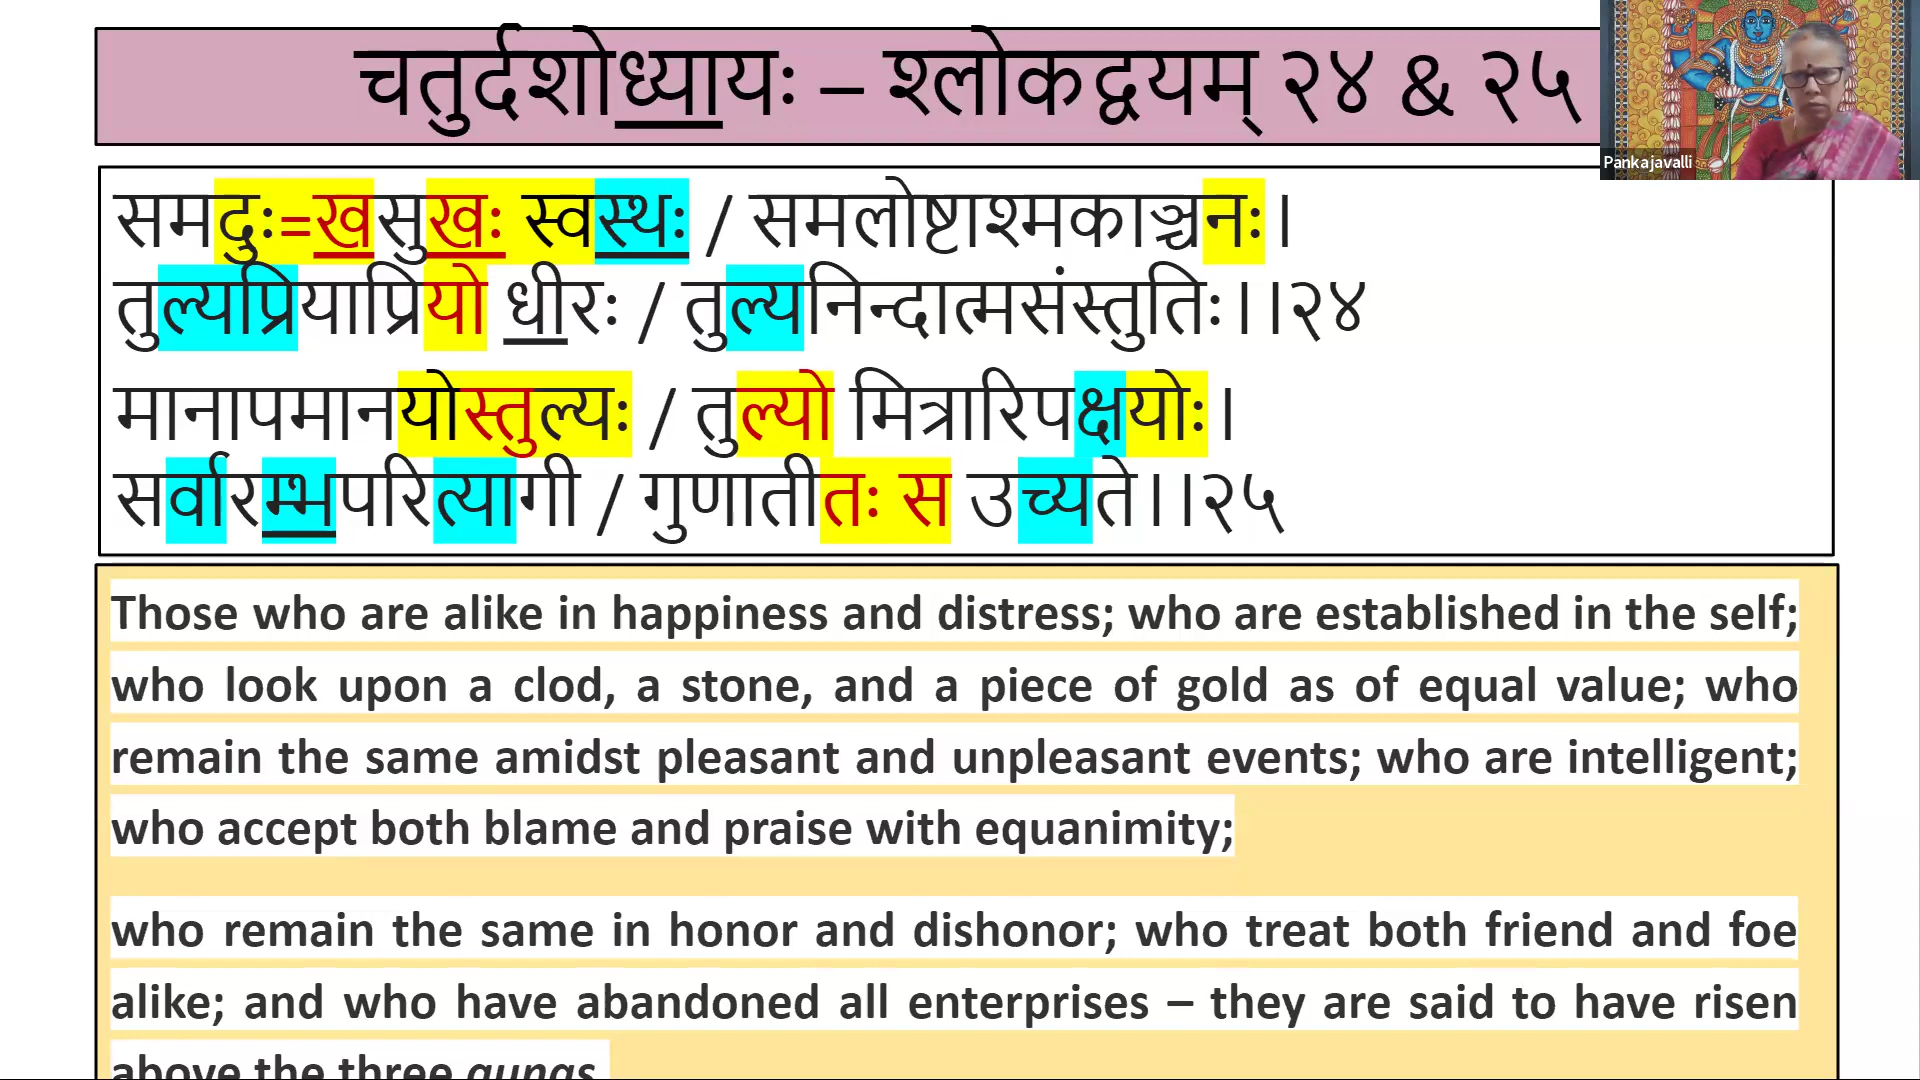 चतुर्दशोध्यायः – श्लोकद्वयम् २४ & २५
Pankajavalli
समदुः=खसुखः स्वस्थः / समलोष्टाश्मकाञ्चनः।
तुल्यप्रियाप्रियो धीरः / तुल्यनिन्दात्मसंस्तुतिः।।२४
मानापमानयोस्तुल्यः / तुल्यो मित्रारिपक्षयोः।
सर्वारम्भपरित्यागी / गुणातीतः स उच्यते।।२५
Those who are alike in happiness and distress; who are established in the self;
who look upon a clod, a stone, and a piece of gold as of equal value; who
remain the same amidst pleasant and unpleasant events; who are intelligent;
who accept both blame and praise with equanimity;
who remain the same in honor and dishonor; who treat both friend and foe
alike; and who have abandoned all enterprises – they are said to have risen
above the three gunas.